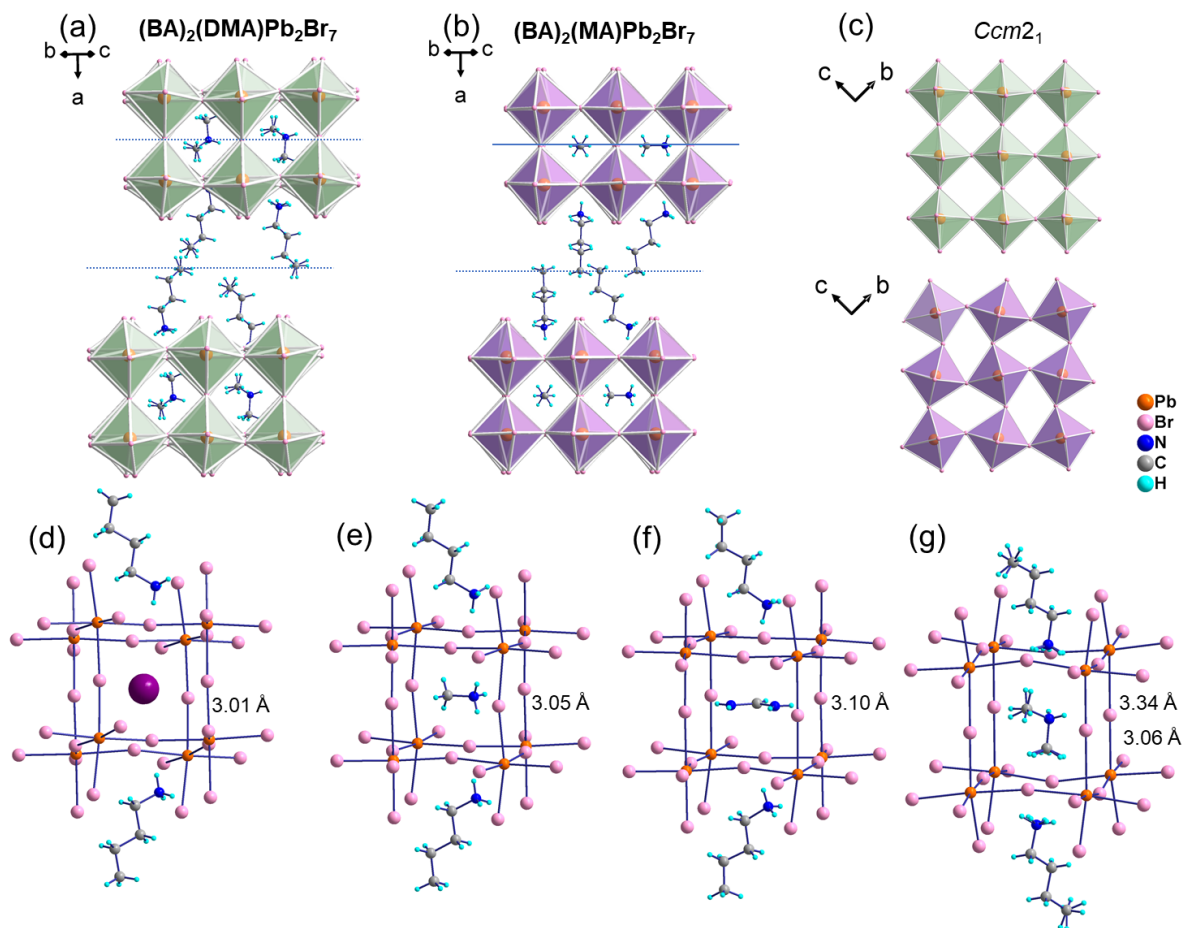 (a) (BA)₂(DMA)Pb₂Br₇
b c
a
(b) (BA)₂(MA)Pb₂Br₇
b c
a
(c) Ccm2₁
c b
c b
Pb
Br
N
C
H
(d)
3.01 Å
(e)
3.05 Å
(f)
3.10 Å
(g)
3.34 Å
3.06 Å